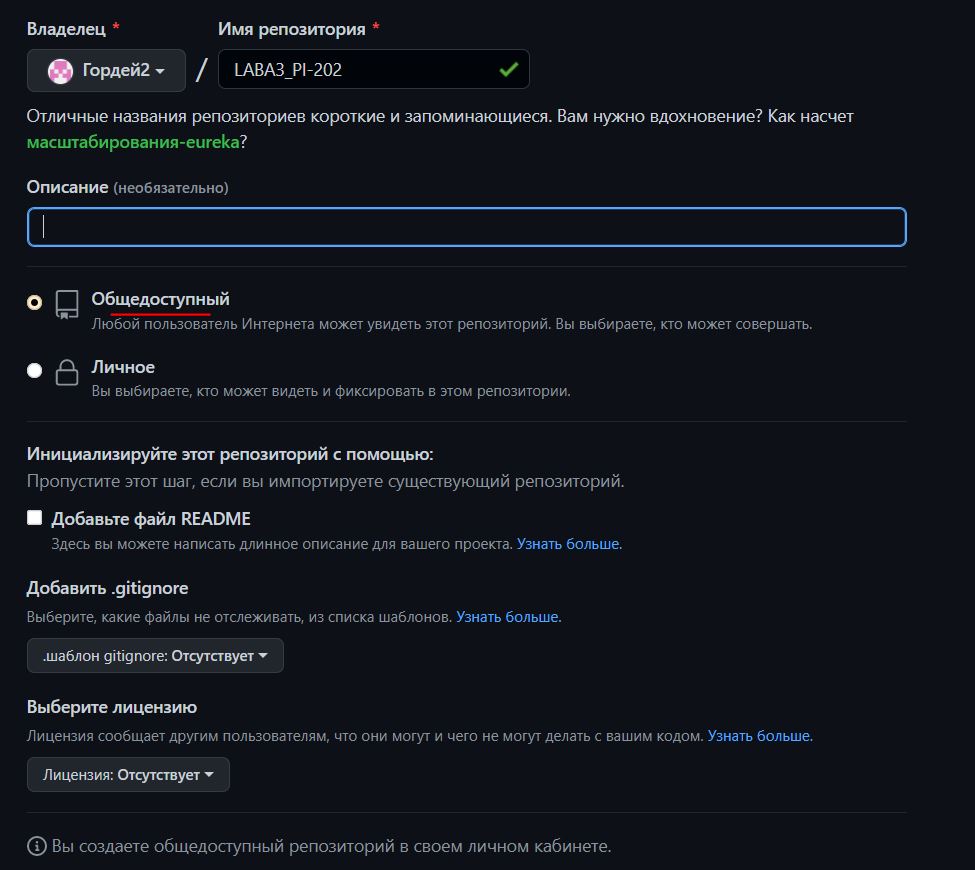 Владелец * Имя репозитория *
Гордей2 / LABA3_PI-202
Отличные названия репозиториев короткие и запоминающиеся. Вам нужно вдохновение? Как насчет
масштабирования-eureka?
Описание (необязательно)
Общедоступный
Любой пользователь Интернета может увидеть этот репозиторий. Вы выбираете, кто может совершать.
Личное
Вы выбираете, кто может видеть и фиксировать в этом репозитории.
Инициализируйте этот репозиторий с помощью:
Пропустите этот шаг, если вы импортируете существующий репозиторий.
Добавьте файл README
Здесь вы можете написать длинное описание для вашего проекта. Узнать больше.
Добавить .gitignore
Выберите, какие файлы не отслеживать, из списка шаблонов. Узнать больше.
.шаблон gitignore: Отсутствует
Выберите лицензию
Лицензия сообщает другим пользователям, что они могут и чего не могут делать с вашим кодом. Узнать больше.
Лицензия: Отсутствует
Вы создаете общедоступный репозиторий в своем личном кабинете.